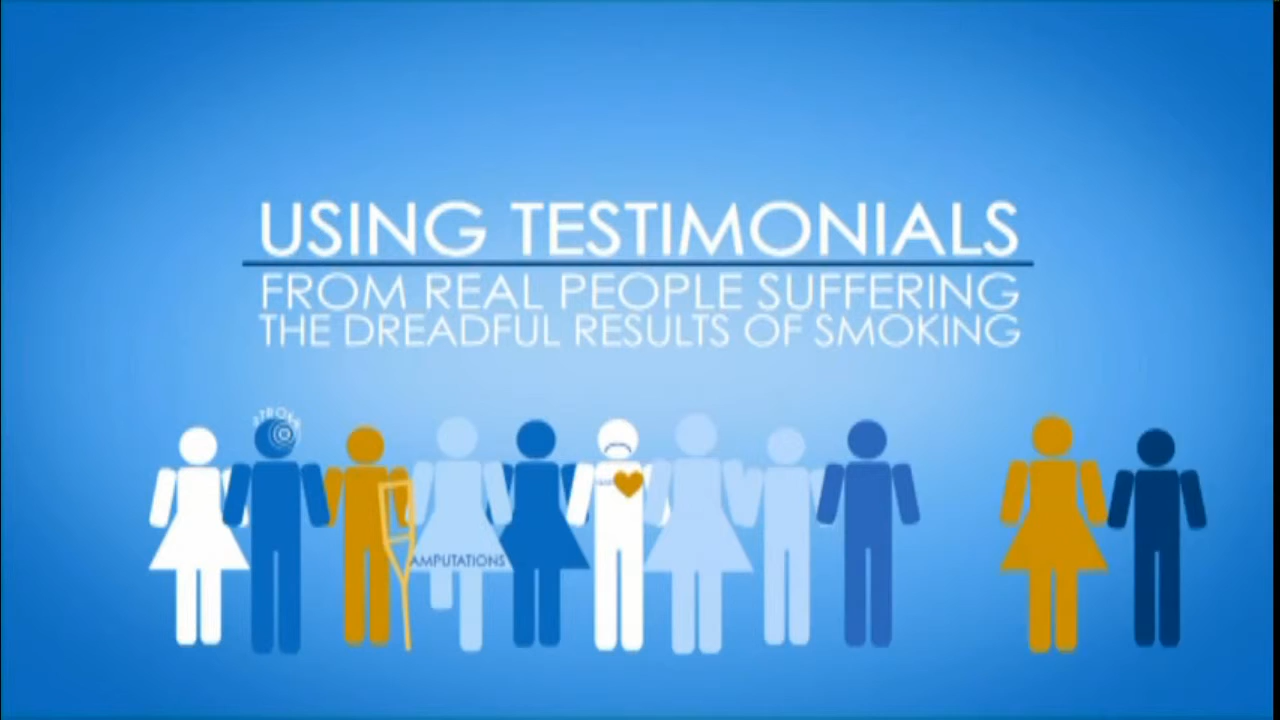 USING TESTIMONIALS
FROM REAL PEOPLE SUFFERING
THE DREADFUL RESULTS OF SMOKING
STROKE
AMPUTATIONS